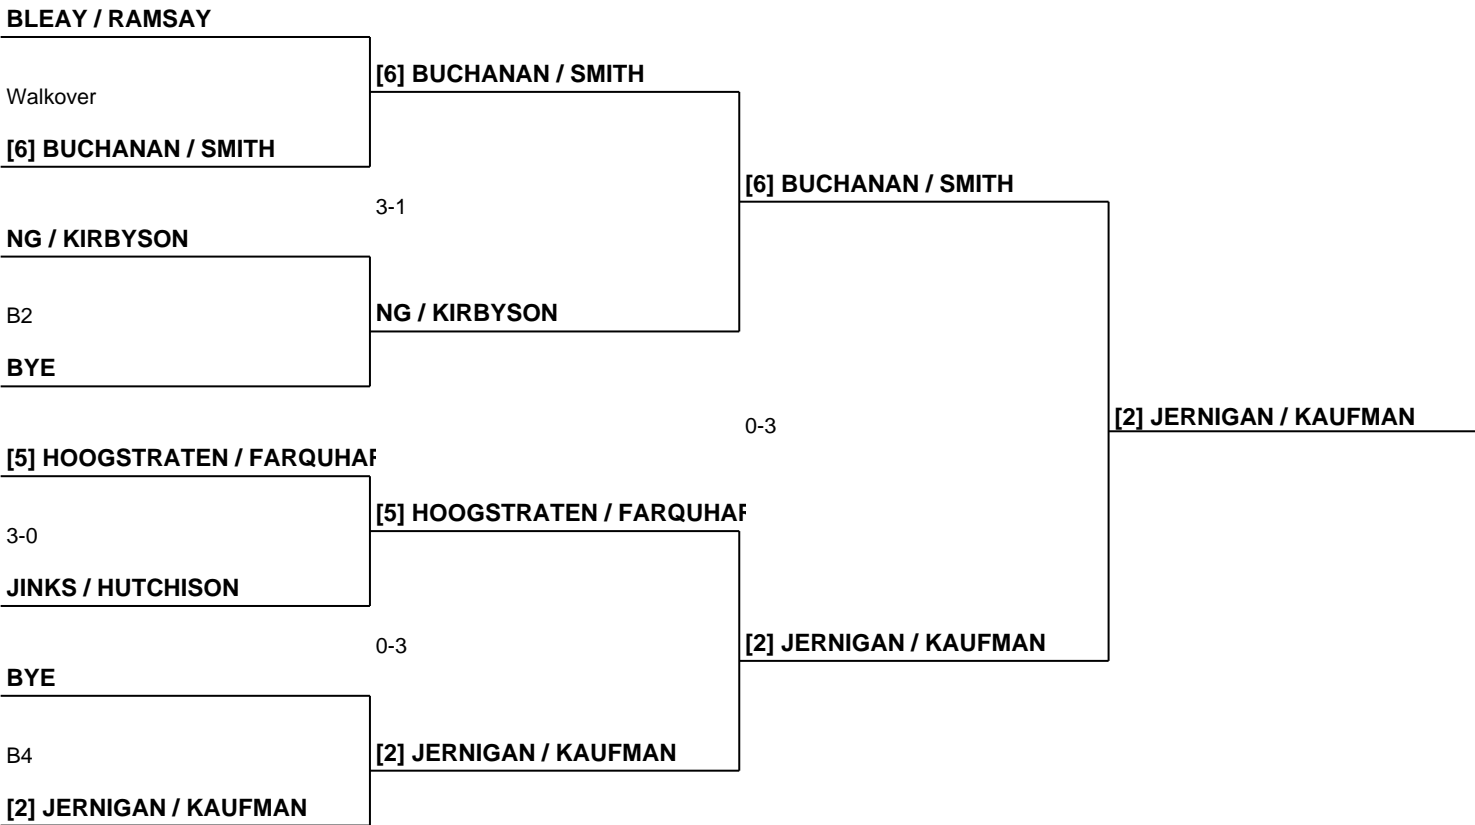 BLEAY / RAMSAY
[6] BUCHANAN / SMITH
Walkover
[6] BUCHANAN / SMITH
[6] BUCHANAN / SMITH
3-1
NG / KIRBYSON
B2
NG / KIRBYSON
BYE
0-3
[2] JERNIGAN / KAUFMAN
[5] HOOGSTRATEN / FARQUHAR
[5] HOOGSTRATEN / FARQUHAR
3-0
JINKS / HUTCHISON
0-3
[2] JERNIGAN / KAUFMAN
BYE
B4
[2] JERNIGAN / KAUFMAN
[2] JERNIGAN / KAUFMAN